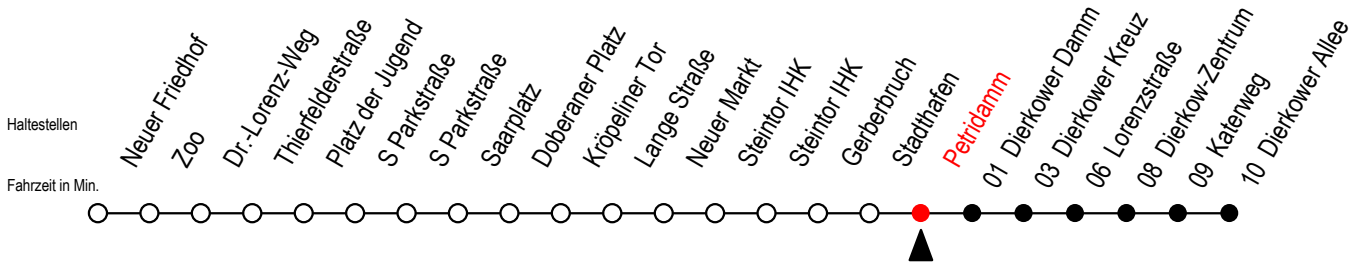 Haltestellen
Fahrzeit in Min.
Neuer Friedhof
Zoo
Dr.-Lorenz-Weg
Thierfelderstraße
Platz der Jugend
S Parkstraße
S Parkstraße
Saarplatz
Doberaner Platz
Kröpeliner Tor
Lange Straße
Neuer Markt
Steintor IHK
Steintor IHK
Gerberbruch
Stadthafen
Petridamm
01 Dierkower Damm
03 Dierkower Kreuz
06 Lorenzstraße
08 Dierkow-Zentrum
09 Katerweg
10 Dierkower Allee